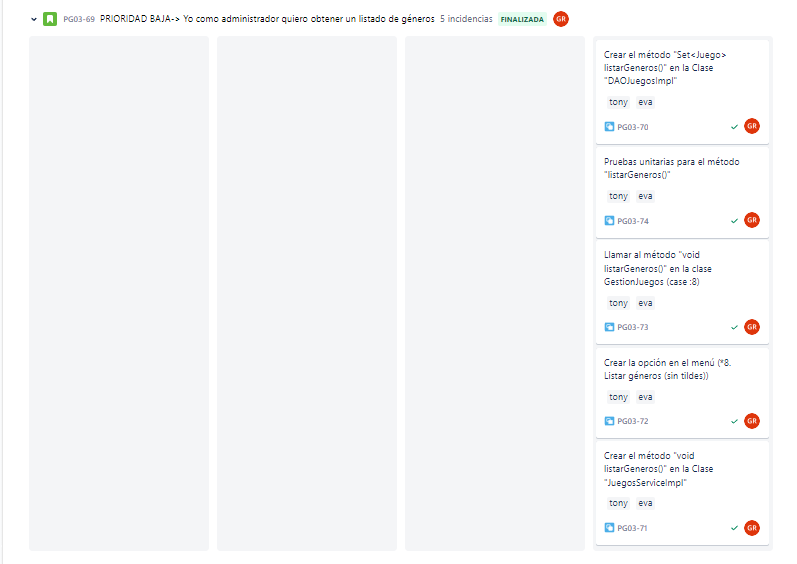 PG03-69 PRIORIDAD BAJA-> Yo como administrador quiero obtener un listado de géneros 5 incidencias FINALIZADA GR
Crear el método "Set<Juego>
listarGeneros()" en la Clase
"DAOJuegosImpl"
tony eva
PG03-70 GR
Pruebas unitarias para el método
"listarGeneros()"
tony eva
PG03-74 GR
Llamar al método "void
listarGeneros()" en la clase
GestionJuegos (case :8)
tony eva
PG03-73 GR
Crear la opción en el menú (*8.
Listar géneros (sin tildes))
tony eva
PG03-72 GR
Crear el método "void
listarGeneros()" en la Clase
"JuegosServiceImpl"
tony eva
PG03-71 GR